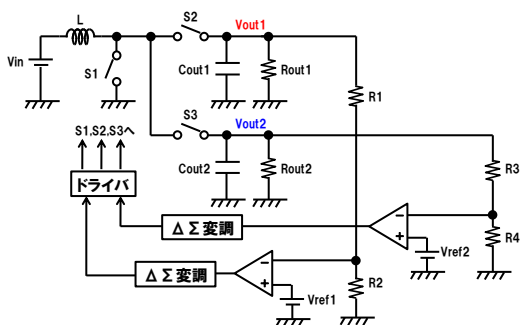 L
S2
Vout1
Vin
S1
Cout1
Rout1
R1
S3
Vout2
S1,S2,S3へ
Cout2
Rout2
R3
ドライバ
ΔΣ変調
R4
Vref2
ΔΣ変調
R2
Vref1